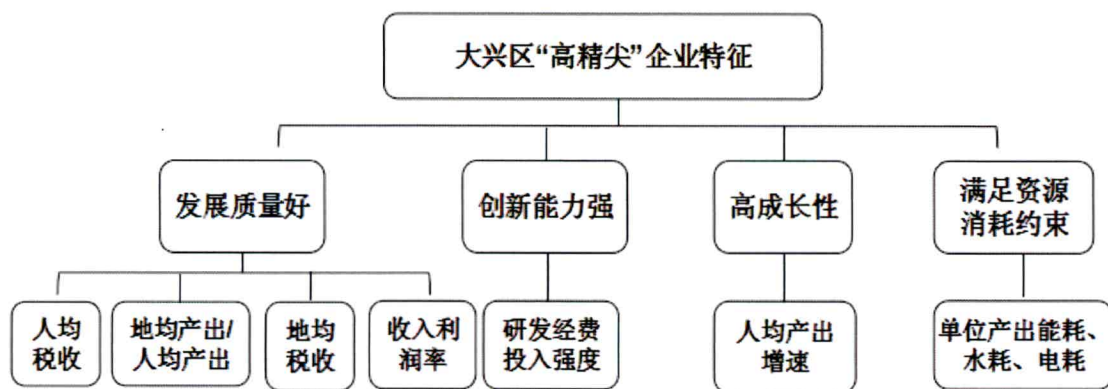 大兴区“高精尖”企业特征
发展质量好
创新能力强
高成长性
满足资源
消耗约束
人均
税收
地均产出/
人均产出
地均
税收
收入利
润率
研发经费
投入强度
人均产出
增速
单位产出能耗、
水耗、电耗